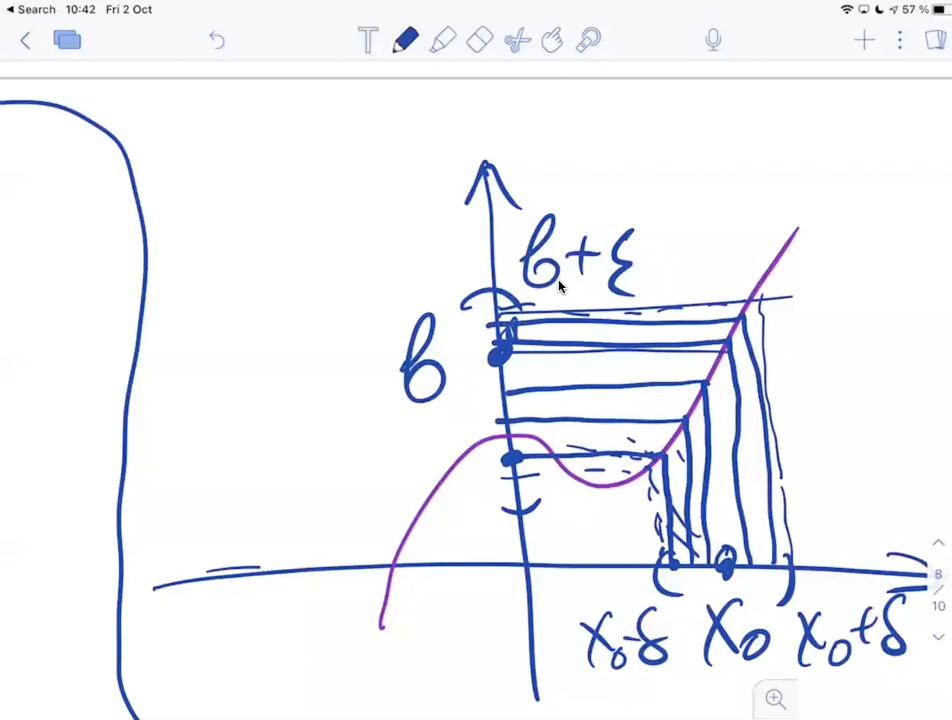 Search 10:42 Fri 2 Oct 57 %
T
b+ε
b
8
10
x₀-δ x₀ x₀+δ